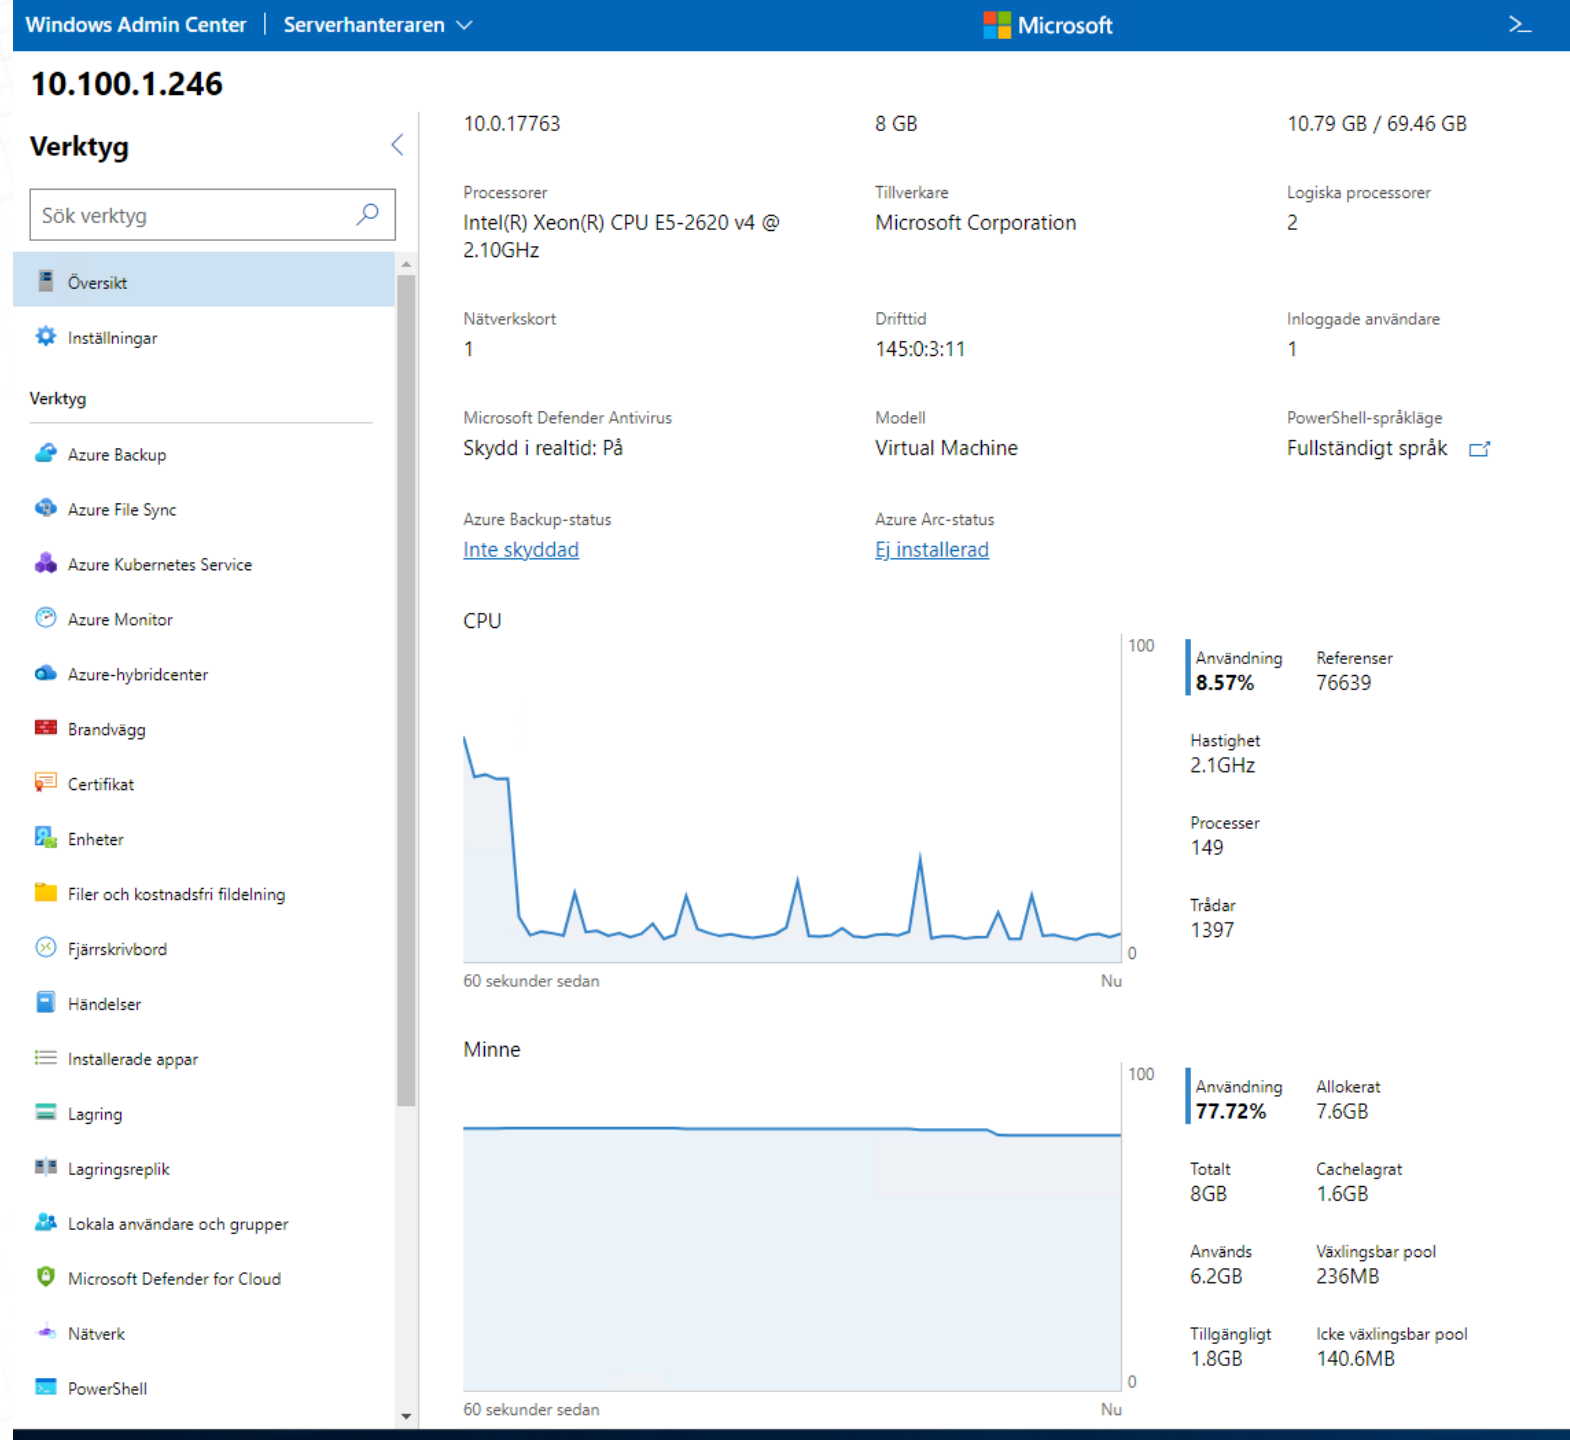 Windows Admin Center
Serverhanteraren
Microsoft
10.100.1.246
Verktyg
Sök verktyg
Översikt
Inställningar
Verktyg
Azure Backup
Azure File Sync
Azure Kubernetes Service
Azure Monitor
Azure-hybridcenter
Brandvägg
Certifikat
Enheter
Filer och kostnadsfri fildelning
Fjärrskrivbord
Händelser
Installerade appar
Lagring
Lagringsreplik
Lokala användare och grupper
Microsoft Defender for Cloud
Nätverk
PowerShell
10.0.17763
8 GB
10.79 GB / 69.46 GB
Processorer
Intel(R) Xeon(R) CPU E5-2620 v4 @
2.10GHz
Tillverkare
Microsoft Corporation
Logiska processorer
2
Nätverkskort
1
Drifttid
145:0:3:11
Inloggade användare
1
Microsoft Defender Antivirus
Skydd i realtid: På
Modell
Virtual Machine
PowerShell-språkläge
Fullständigt språk
Azure Backup-status
Inte skyddad
Azure Arc-status
Ej installerad
CPU
100
0
60 sekunder sedan
Nu
Användning
8.57%
Referenser
76639
Hastighet
2.1GHz
Processer
149
Trådar
1397
Minne
100
0
60 sekunder sedan
Nu
Användning
77.72%
Allokerat
7.6GB
Totalt
8GB
Cachelagrat
1.6GB
Används
6.2GB
Växlingsbar pool
236MB
Tillgängligt
1.8GB
Icke växlingsbar pool
140.6MB